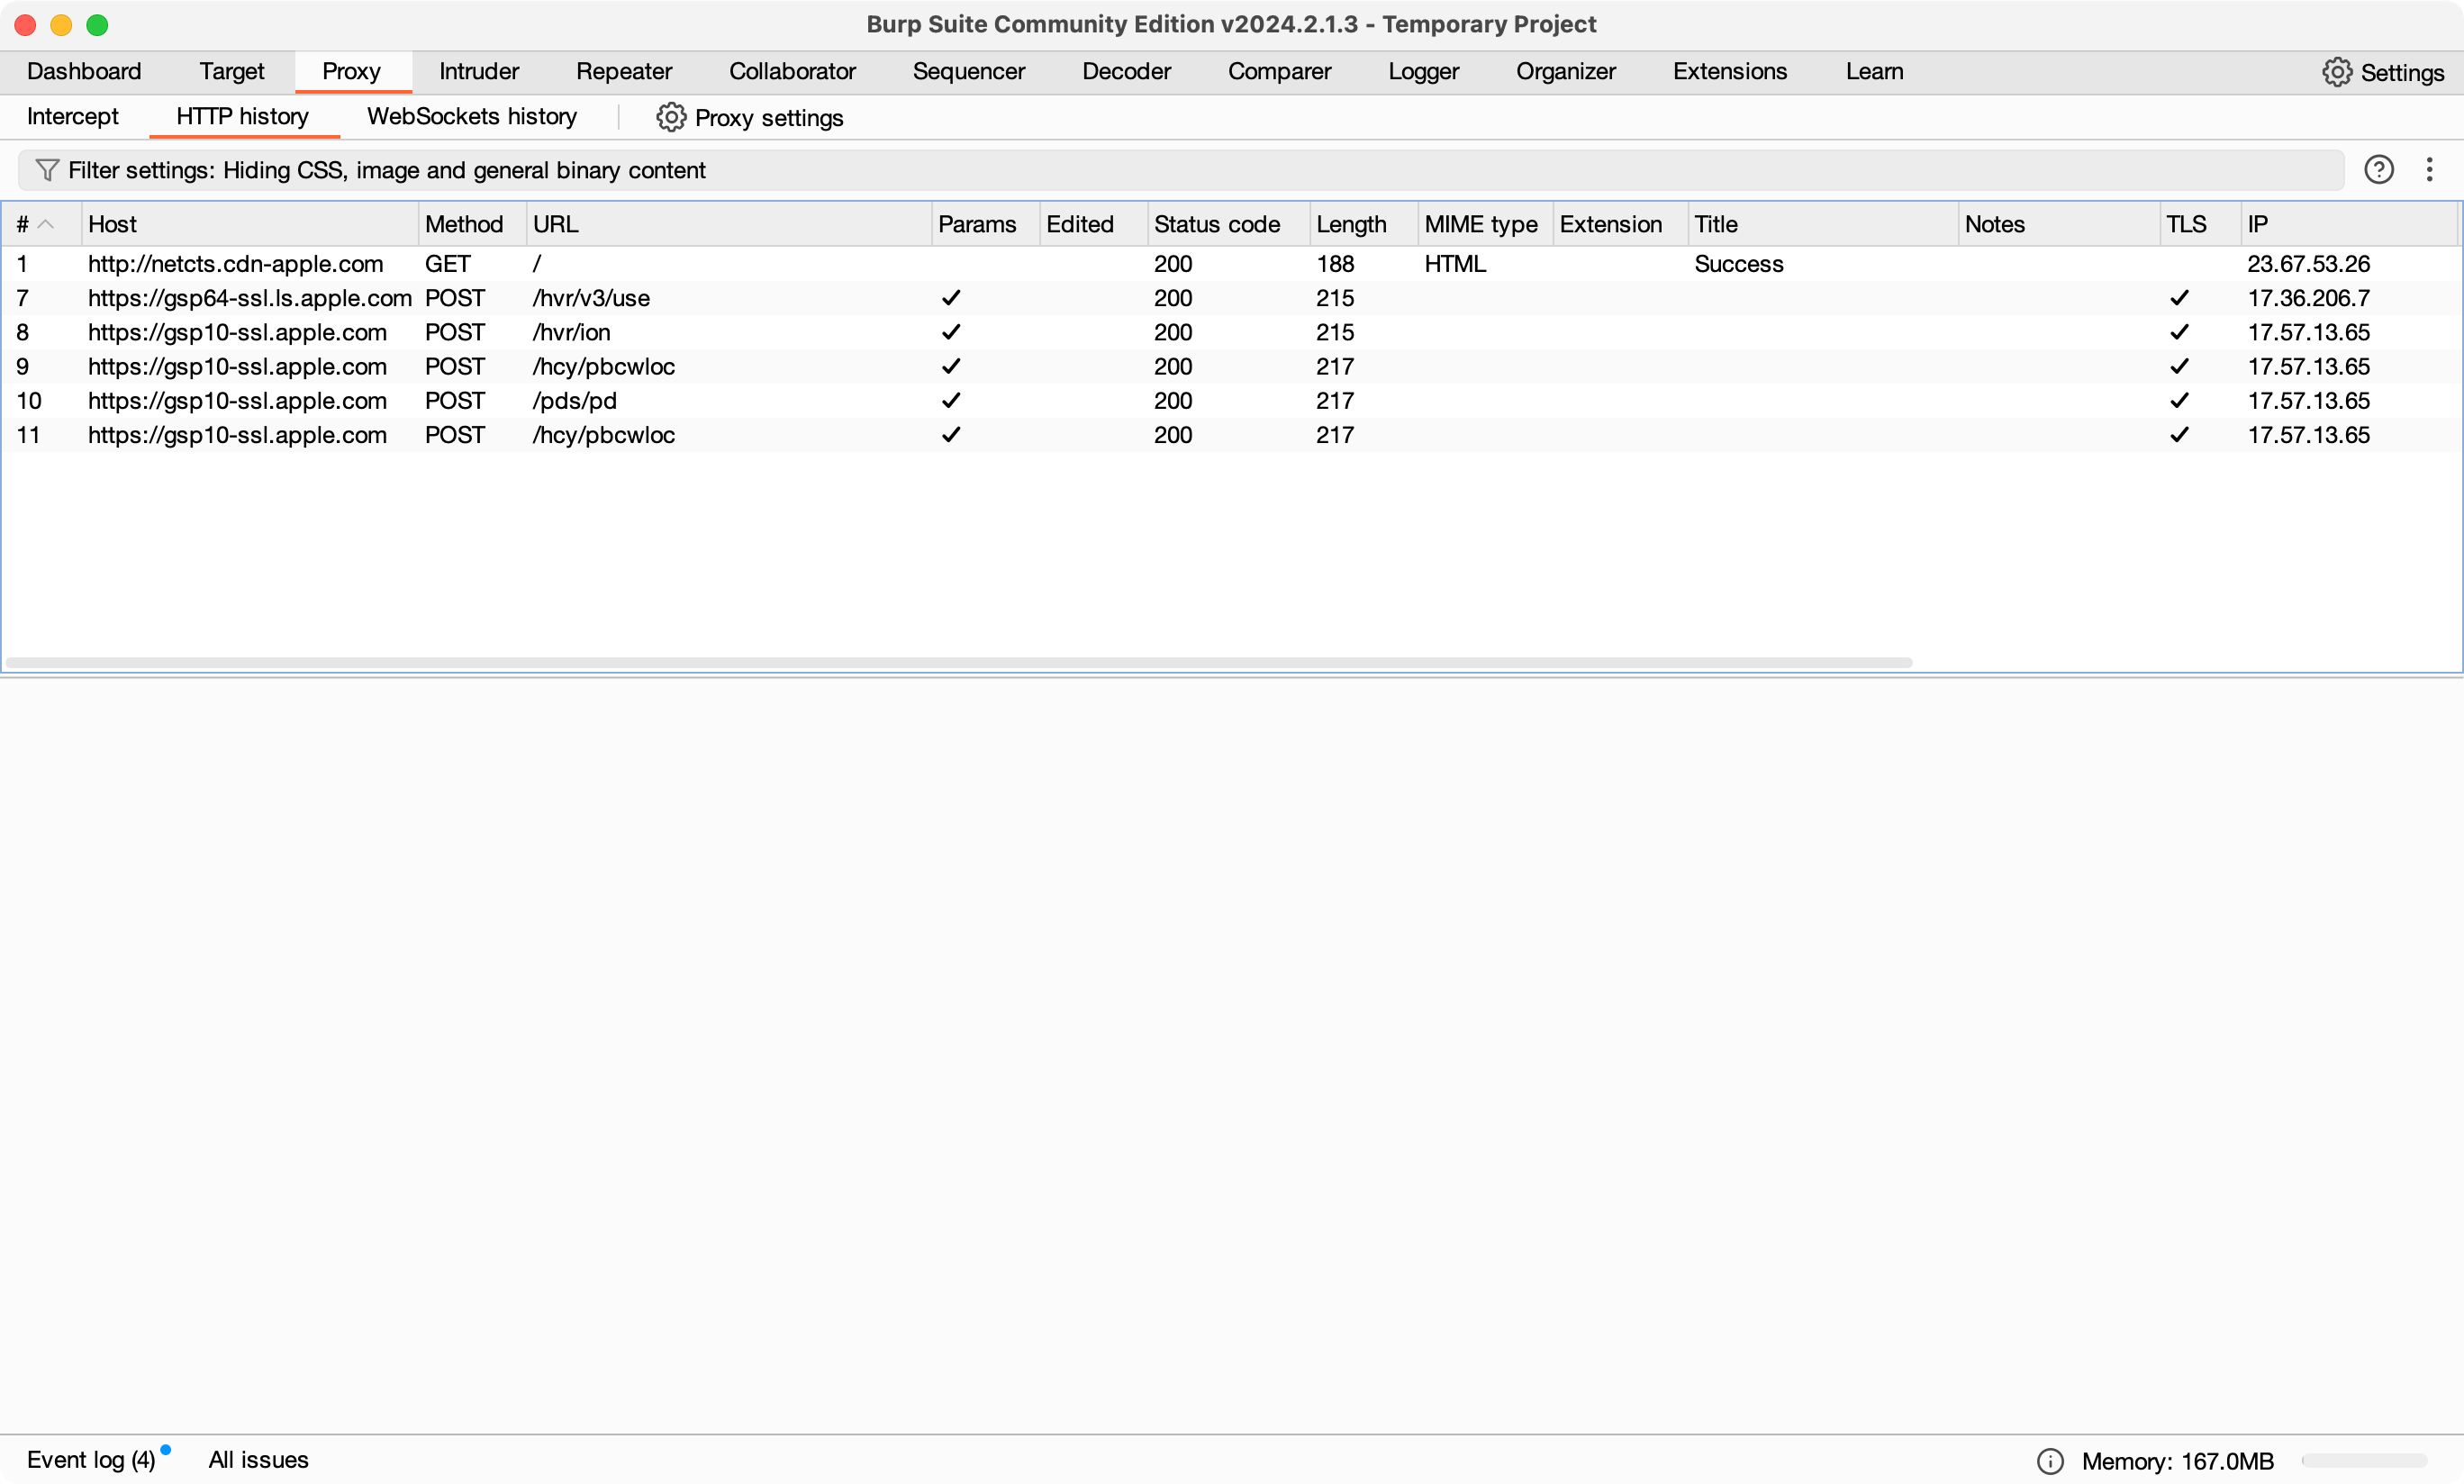 Burp Suite Community Edition v2024.2.1.3 - Temporary Project
Dashboard Target Proxy Intruder Repeater Collaborator Sequencer Decoder Comparer Logger Organizer Extensions Learn Settings
Intercept HTTP history WebSockets history Proxy settings
Filter settings: Hiding CSS, image and general binary content
# Host Method URL Params Edited Status code Length MIME type Extension Title Notes TLS IP
1 http://netcts.cdn-apple.com GET / 200 188 HTML Success 23.67.53.26
7 https://gsp64-ssl.ls.apple.com POST /hvr/v3/use ✓ 200 215 ✓ 17.36.206.7
8 https://gsp10-ssl.apple.com POST /hvr/ion ✓ 200 215 ✓ 17.57.13.65
9 https://gsp10-ssl.apple.com POST /hcy/pbcwloc ✓ 200 217 ✓ 17.57.13.65
10 https://gsp10-ssl.apple.com POST /pds/pd ✓ 200 217 ✓ 17.57.13.65
11 https://gsp10-ssl.apple.com POST /hcy/pbcwloc ✓ 200 217 ✓ 17.57.13.65
Event log (4) All issues Memory: 167.0MB